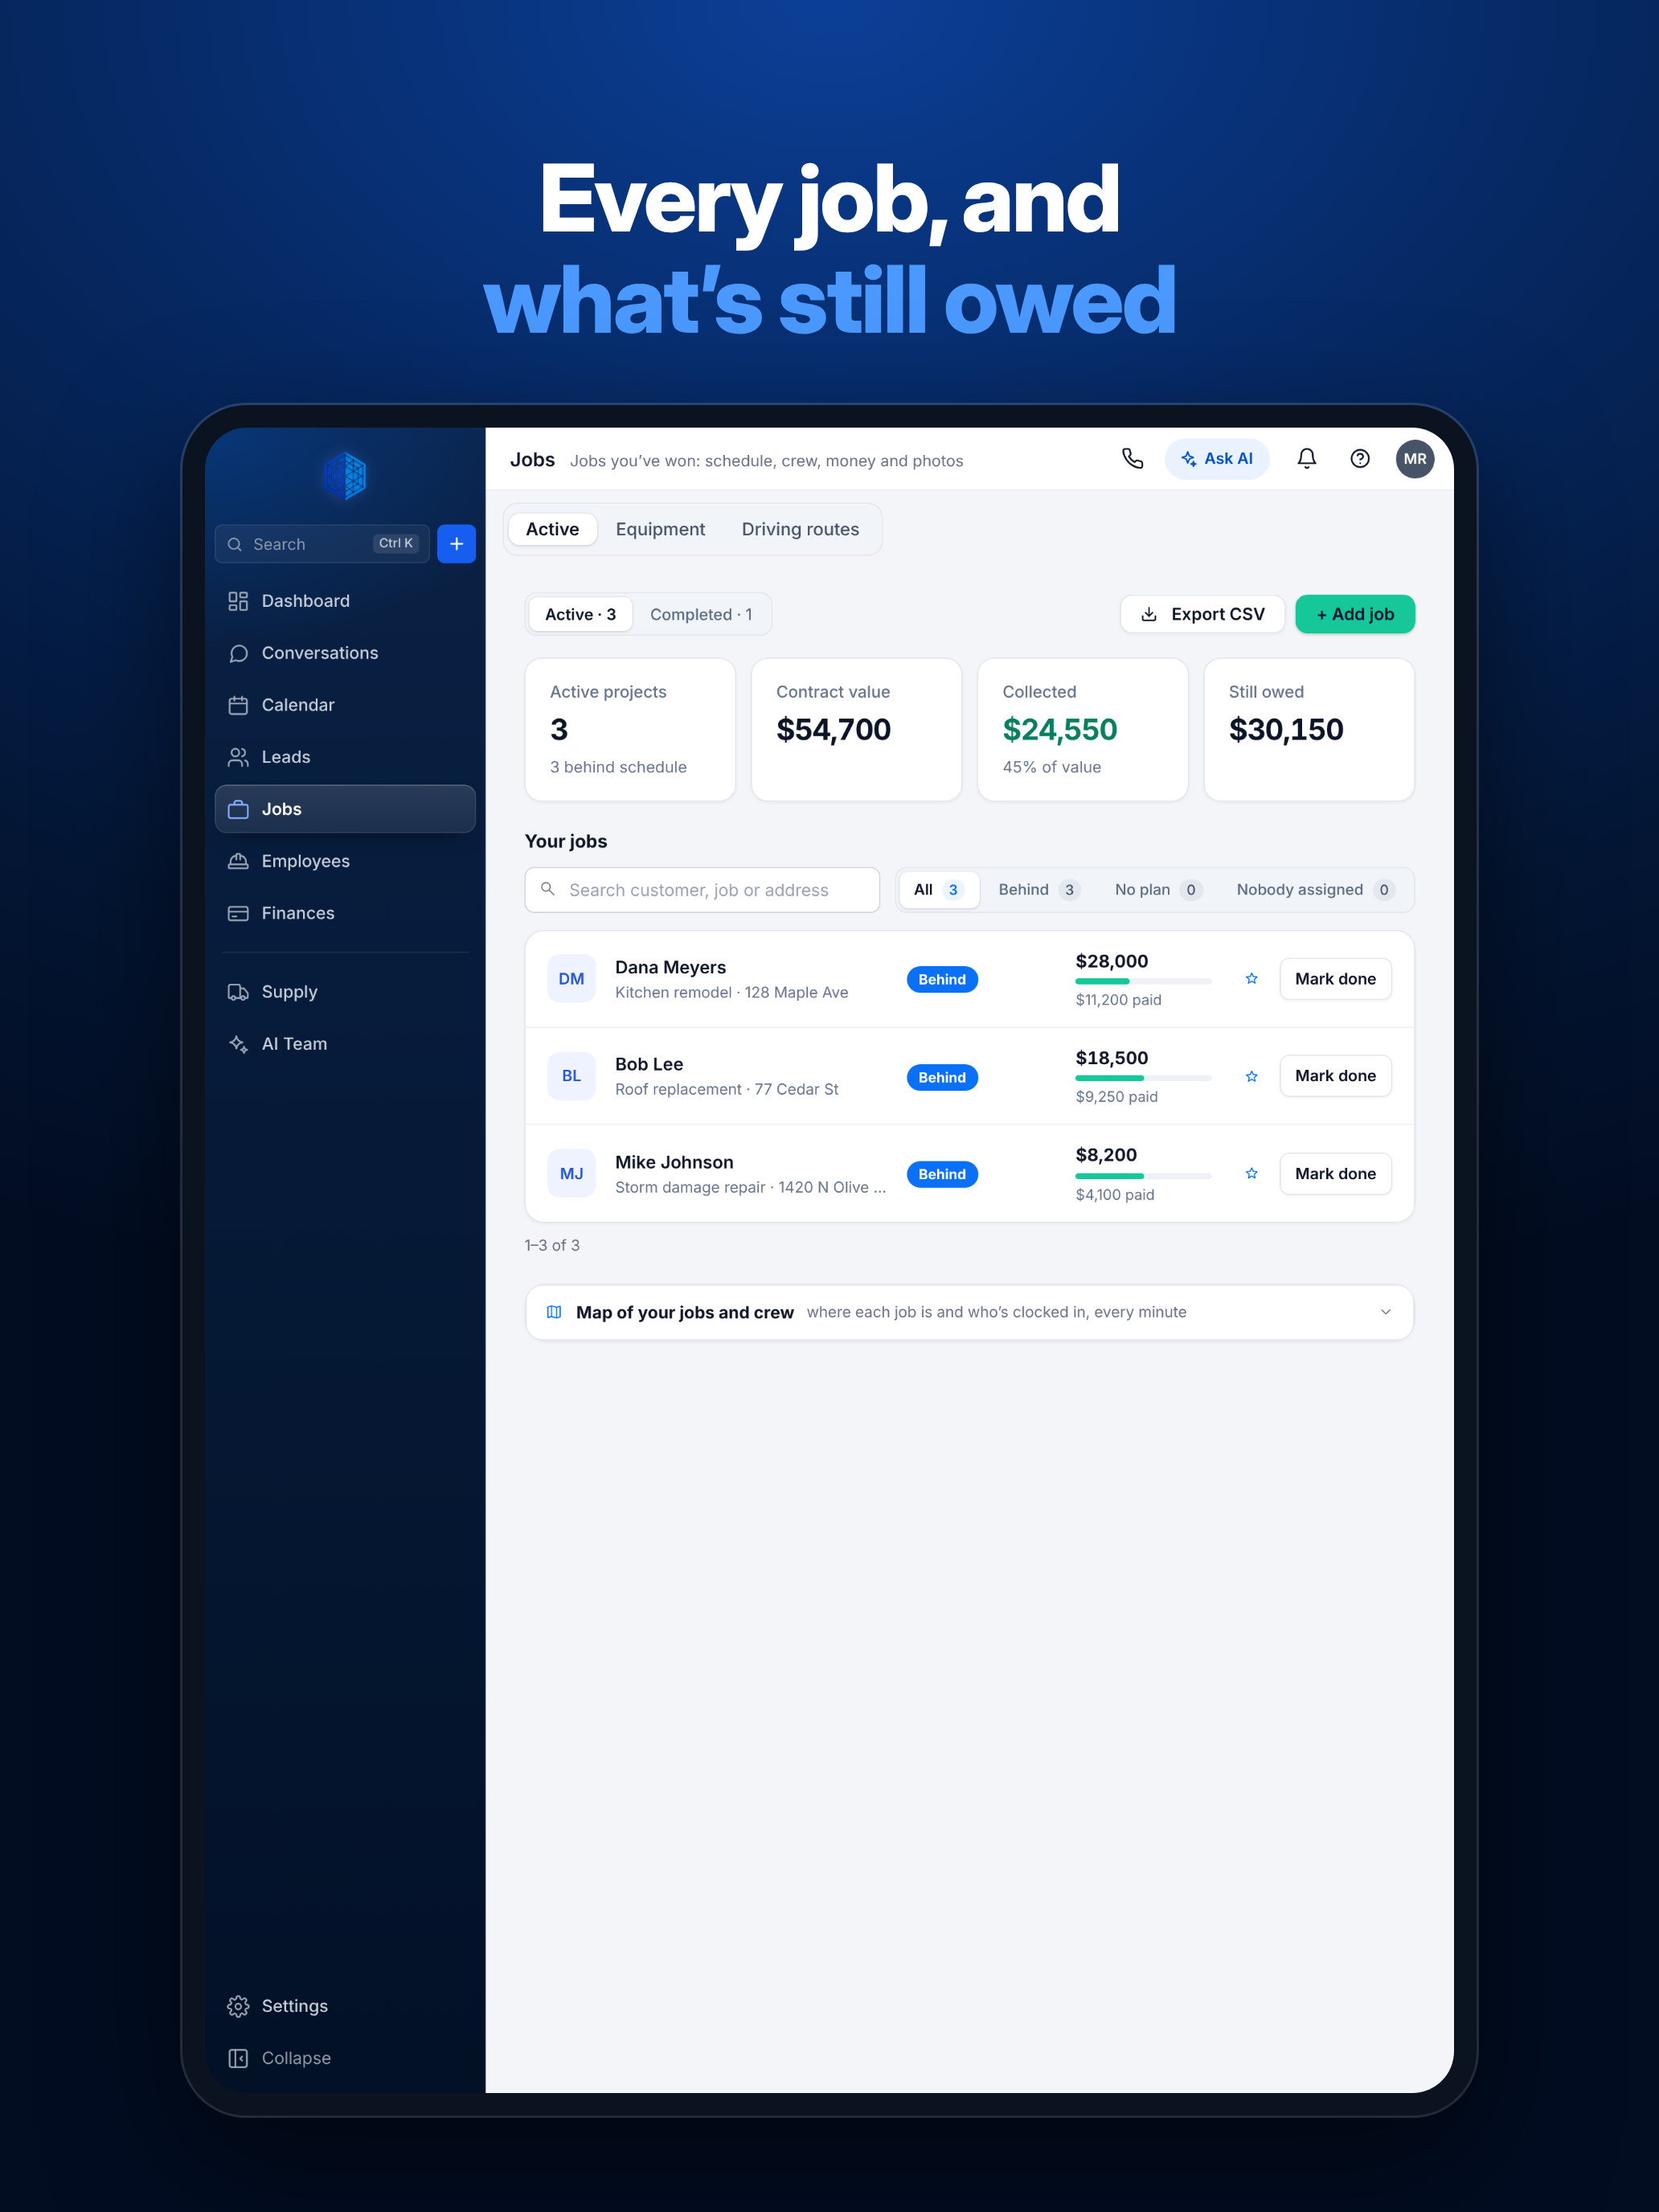 Every job, and
what's still owed
Search
Ctrl K
+
Dashboard
Conversations
Calendar
Leads
Jobs
Employees
Finances
Supply
AI Team
Settings
Collapse
Jobs Jobs you've won: schedule, crew, money and photos
Ask AI
MR
Active Equipment Driving routes
Active · 3 Completed · 1
Export CSV
+ Add job
Active projects
3
3 behind schedule
Contract value
$54,700
Collected
$24,550
45% of value
Still owed
$30,150
Your jobs
Search customer, job or address
All 3 Behind 3 No plan 0 Nobody assigned 0
DM
Dana Meyers
Kitchen remodel · 128 Maple Ave
Behind
$28,000
$11,200 paid
Mark done
BL
Bob Lee
Roof replacement · 77 Cedar St
Behind
$18,500
$9,250 paid
Mark done
MJ
Mike Johnson
Storm damage repair · 1420 N Olive ...
Behind
$8,200
$4,100 paid
Mark done
1–3 of 3
Map of your jobs and crew where each job is and who's clocked in, every minute